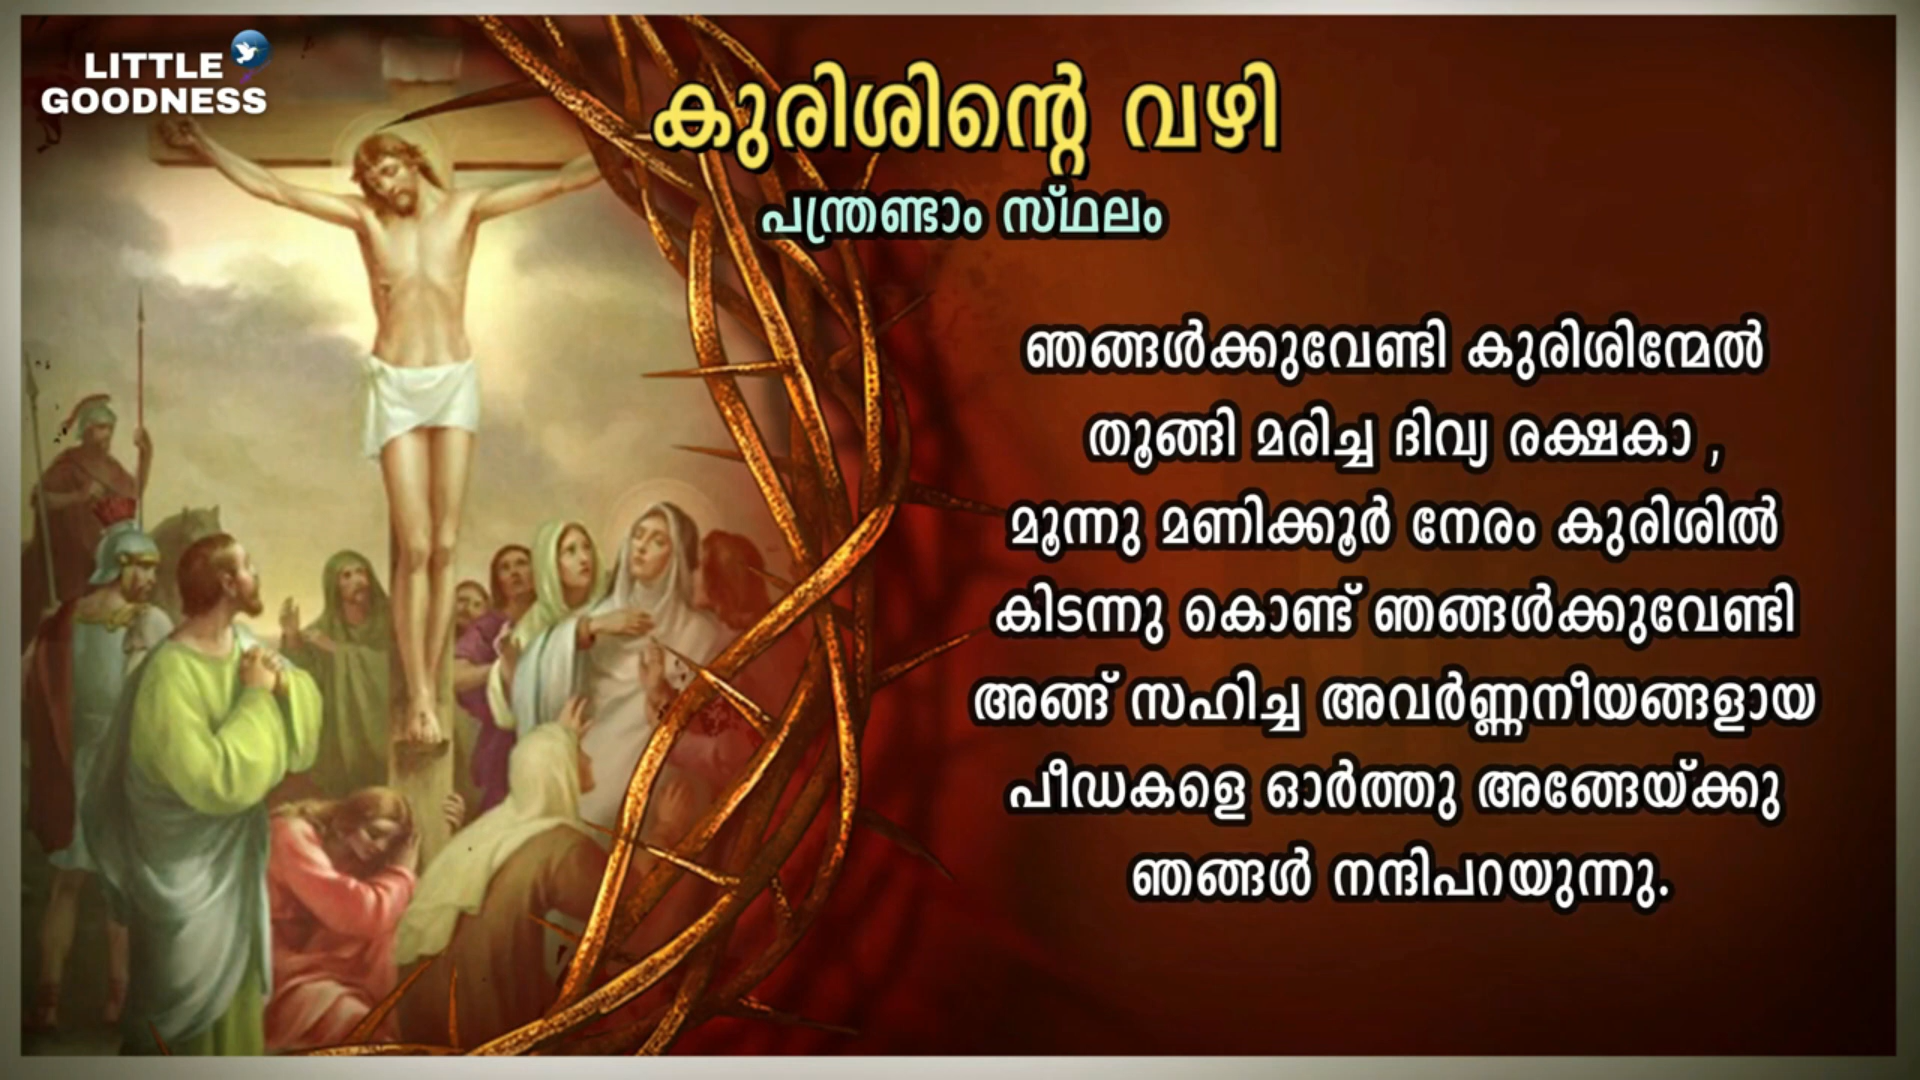 LITTLE
GOODNESS
കുരിശിന്റെ വഴി
പന്ത്രണ്ടാം സ്ഥലം
ഞങ്ങൾക്കുവേണ്ടി കുരിശിന്മേൽ
തൂങ്ങി മരിച്ച ദിവ്യ രക്ഷകാ ,
മൂന്നു മണിക്കൂർ നേരം കുരിശിൽ
കിടന്നു കൊണ്ട് ഞങ്ങൾക്കുവേണ്ടി
അങ്ങ് സഹിച്ച അവർണ്ണനീയങ്ങളായ
പീഡകളെ ഓർത്തു അങ്ങേയ്ക്കു
ഞങ്ങൾ നന്ദിപറയുന്നു.